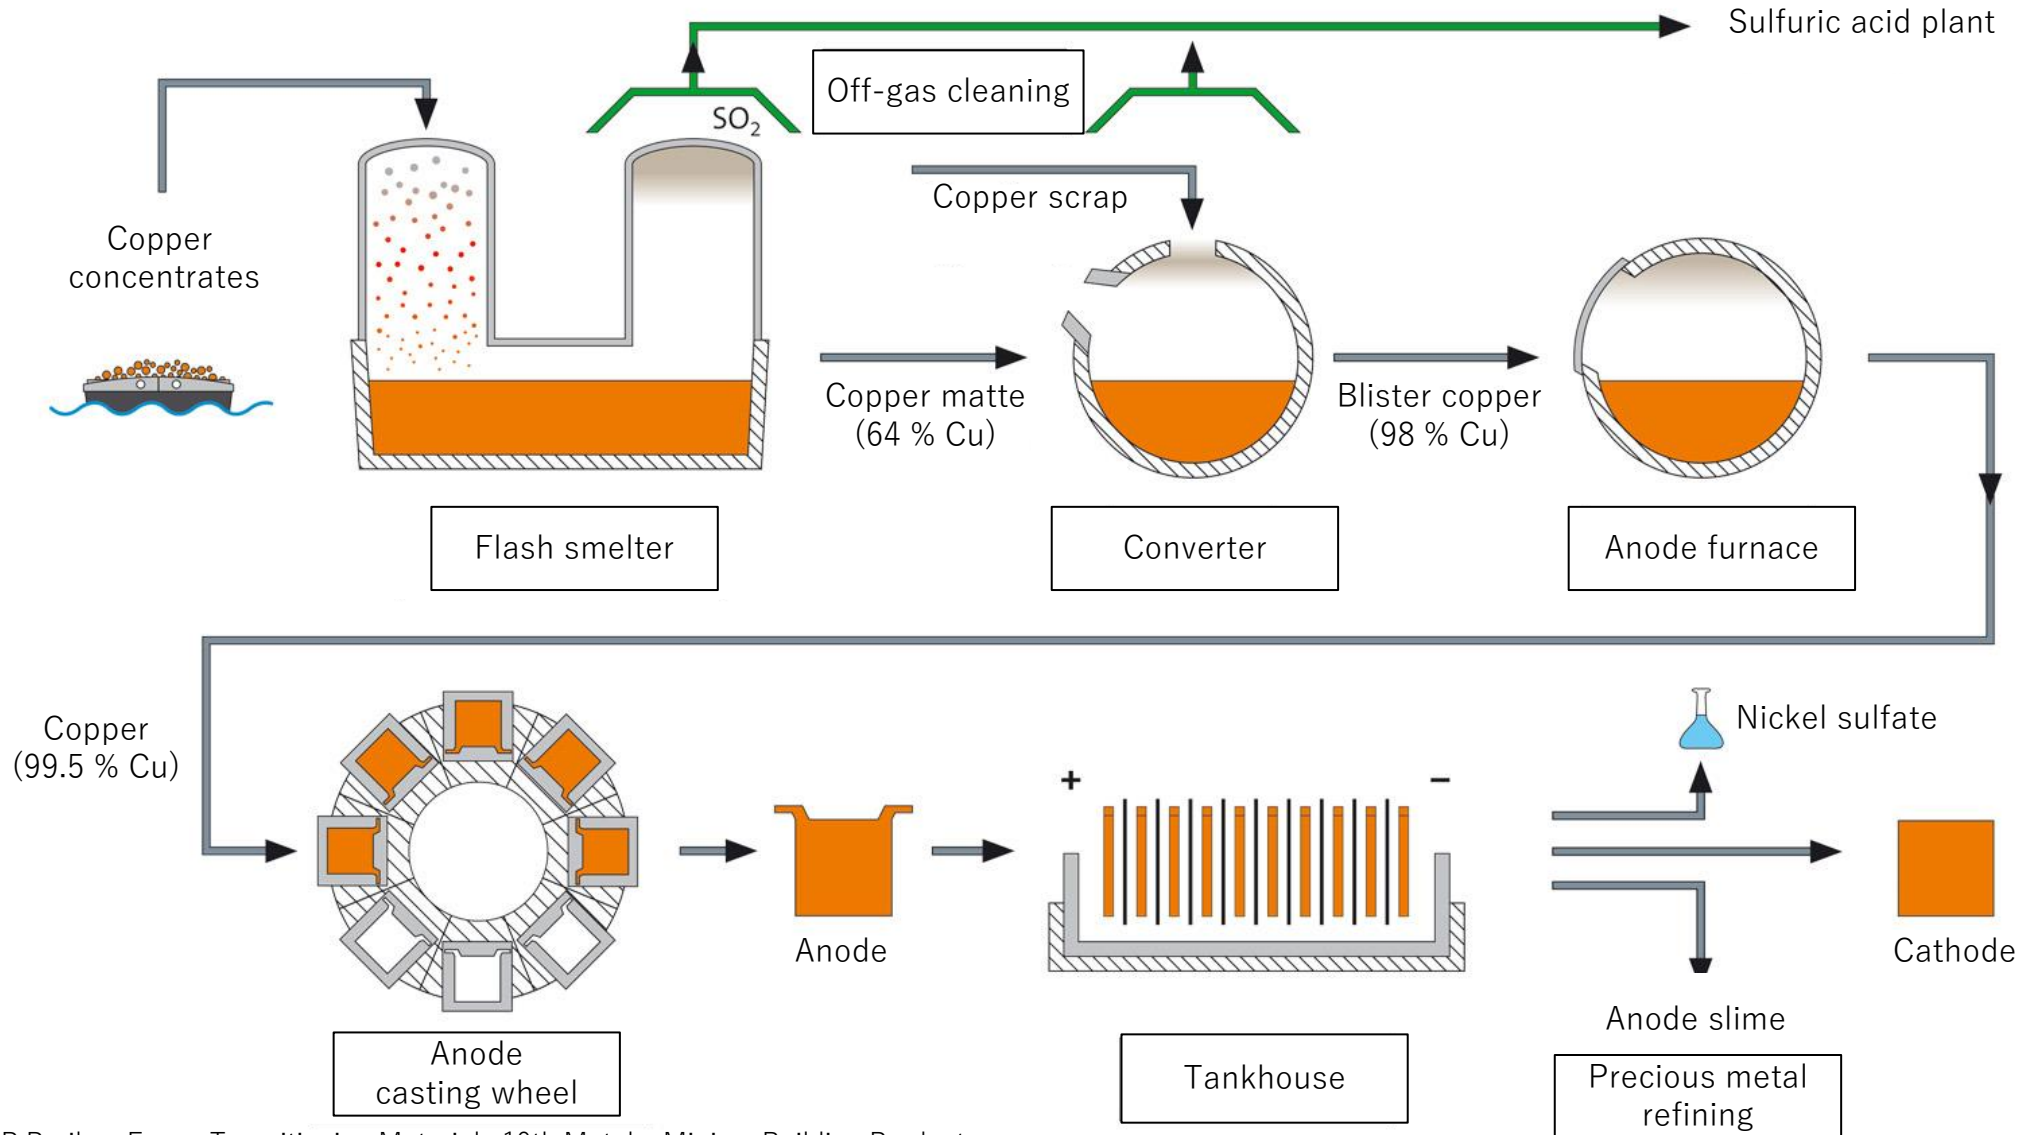 Sulfuric acid plant
Off-gas cleaning
SO₂
Copper scrap
Copper
concentrates
Copper matte
(64 % Cu)
Blister copper
(98 % Cu)
Flash smelter
Converter
Anode furnace
Copper
(99.5 % Cu)
Nickel sulfate
+
−
Anode
Cathode
Anode slime
Anode
casting wheel
Tankhouse
Precious metal
refining